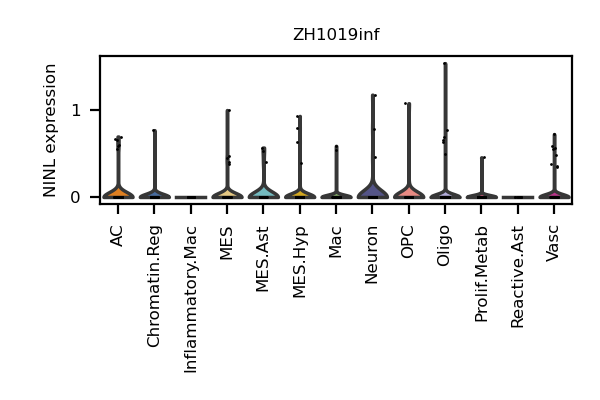 ZH1019inf
NINL expression
1
0
AC
Chromatin.Reg
Inflammatory.Mac
MES
MES.Ast
MES.Hyp
Mac
Neuron
OPC
Oligo
Prolif.Metab
Reactive.Ast
Vasc